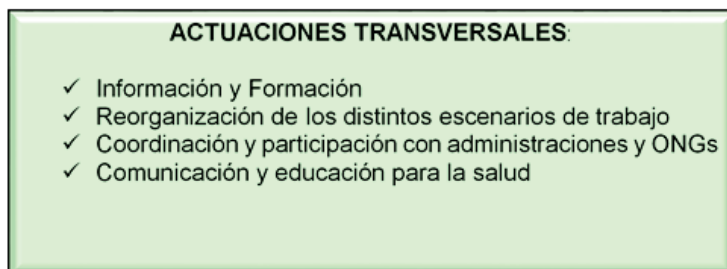 ACTUACIONES TRANSVERSALES:
✓ Información y Formación
✓ Reorganización de los distintos escenarios de trabajo
✓ Coordinación y participación con administraciones y ONGs
✓ Comunicación y educación para la salud